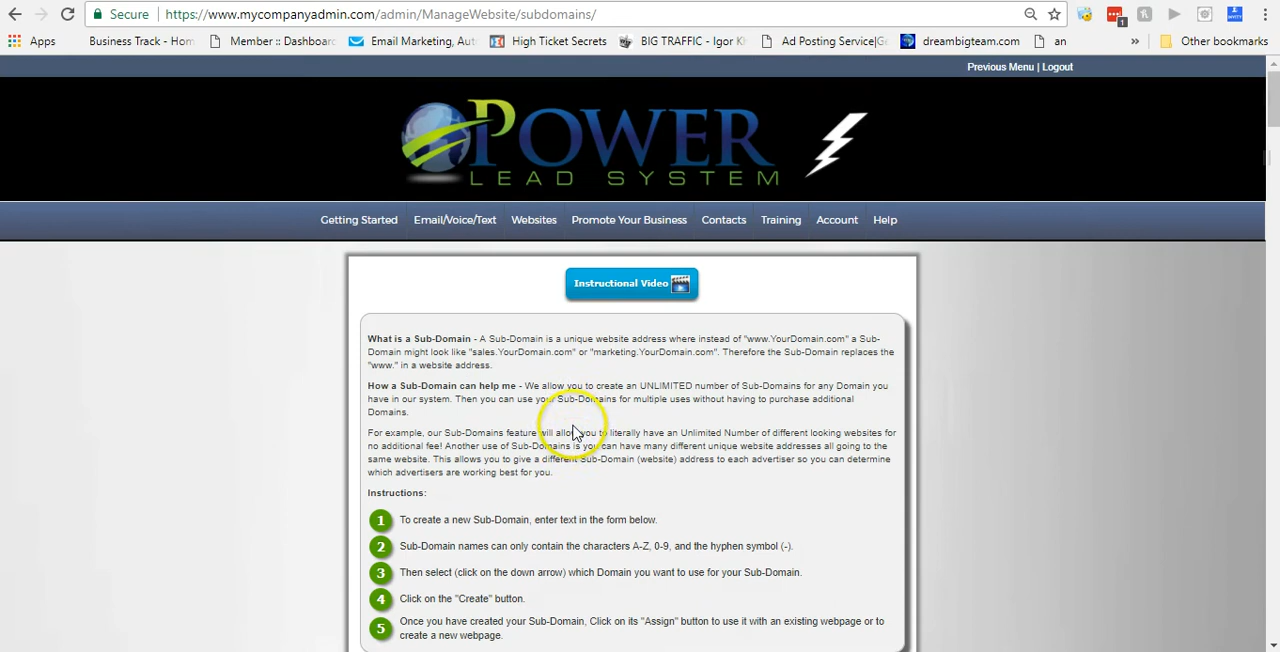 Secure https://www.mycompanyadmin.com/admin/ManageWebsite/subdomains/
Apps Business Track - Hom Member :: Dashboar Email Marketing, Aut High Ticket Secrets BIG TRAFFIC - Igor K Ad Posting Service|G dreambigteam.com an » Other bookmarks
Previous Menu | Logout
POWER
LEAD SYSTEM
Getting Started Email/Voice/Text Websites Promote Your Business Contacts Training Account Help
Instructional Video
What is a Sub-Domain - A Sub-Domain is a unique website address where instead of "www.YourDomain.com" a Sub-
Domain might look like "sales.YourDomain.com" or "marketing.YourDomain.com". Therefore the Sub-Domain replaces the
"www." in a website address.
How a Sub-Domain can help me - We allow you to create an UNLIMITED number of Sub-Domains for any Domain you
have in our system. Then you can use your Sub-Domains for multiple uses without having to purchase additional
Domains.
For example, our Sub-Domains feature will allow you to literally have an Unlimited Number of different looking websites for
no additional fee! Another use of Sub-Domains is you can have many different unique website addresses all going to the
same website. This allows you to give a different Sub-Domain (website) address to each advertiser so you can determine
which advertisers are working best for you.
Instructions:
1 To create a new Sub-Domain, enter text in the form below.
2 Sub-Domain names can only contain the characters A-Z, 0-9, and the hyphen symbol (-).
3 Then select (click on the down arrow) which Domain you want to use for your Sub-Domain.
4 Click on the "Create" button.
5 Once you have created your Sub-Domain, Click on its "Assign" button to use it with an existing webpage or to
create a new webpage.